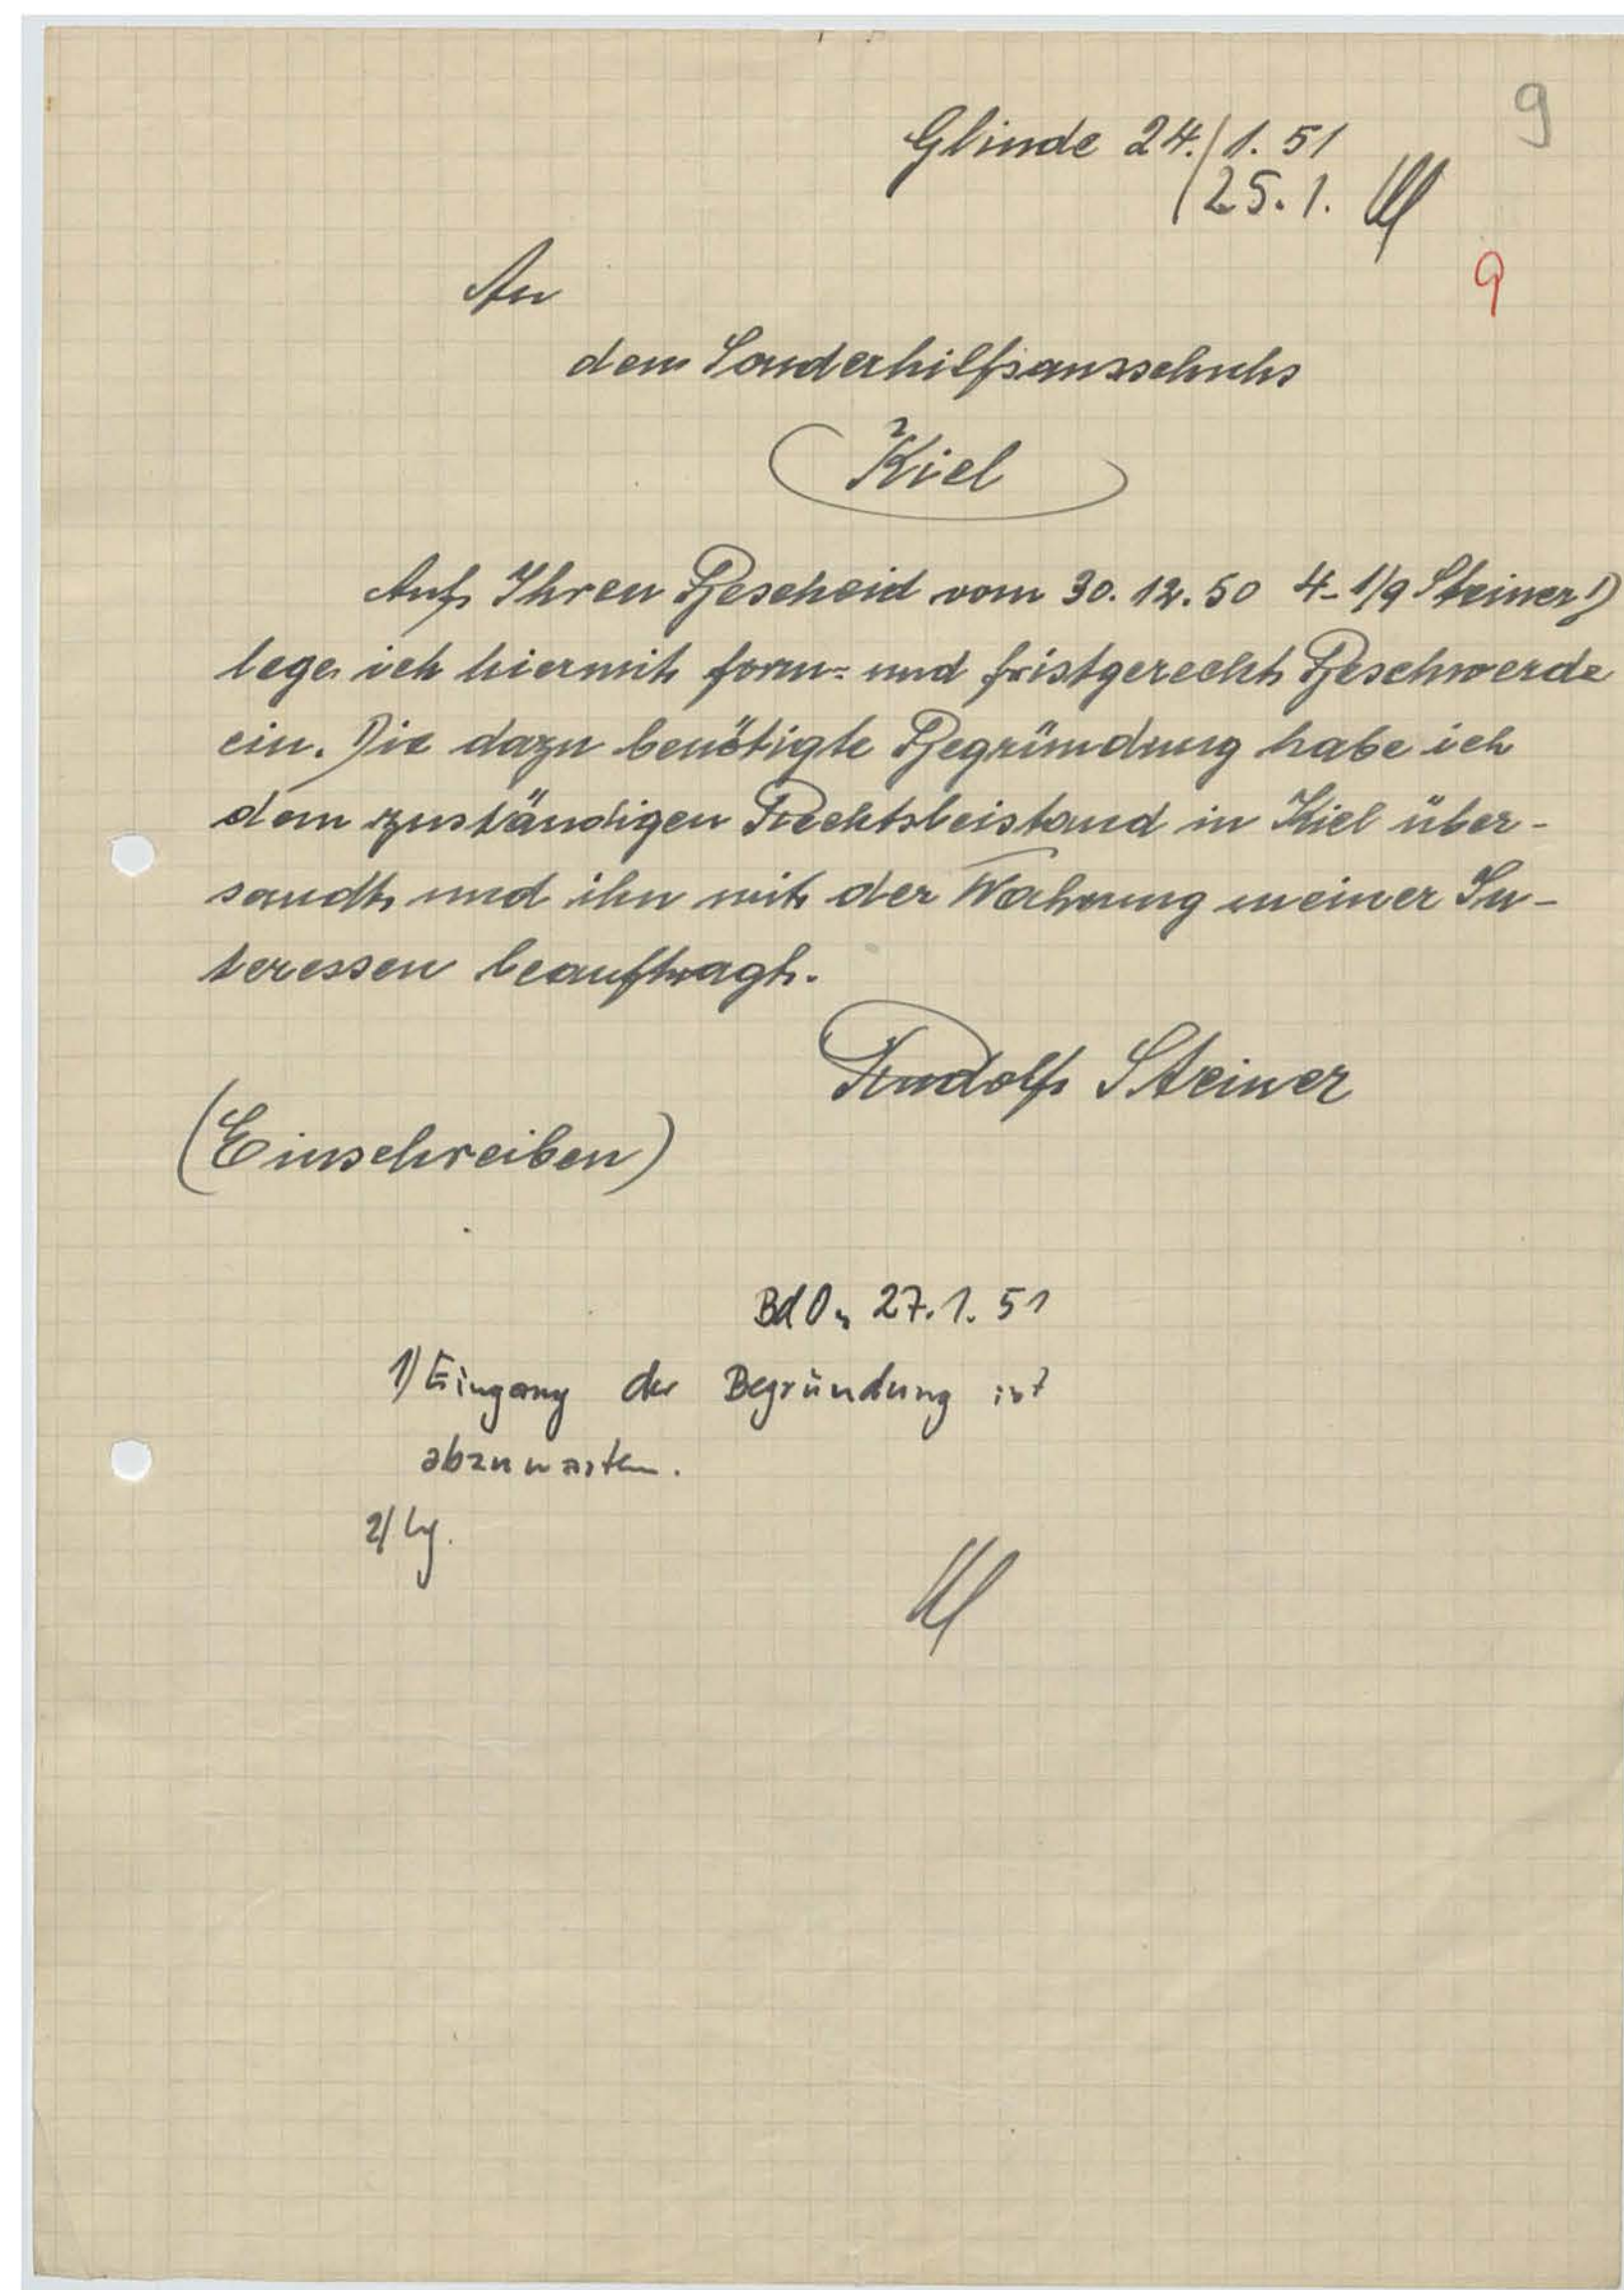 9
Glinde 24./1. 51
/25. 1.
9
An
dem Sonderhilfsausschuhs
Kiel
Auf Ihren Bescheid vom 30. 12. 50 4-1/9 Steiner
lege ich hiermit form- und fristgerecht Beschwerde
ein. Die dazu benötigte Begründung habe ich
dem zuständigen Rechtsbeistand in Kiel über-
sandt und ihn mit der Wahrung meiner In-
teressen beauftragt.
Rudolf Steiner
(Einschreiben)
27. 1. 51
1) Eingang der Begründung ist
abzuwarten.
2)